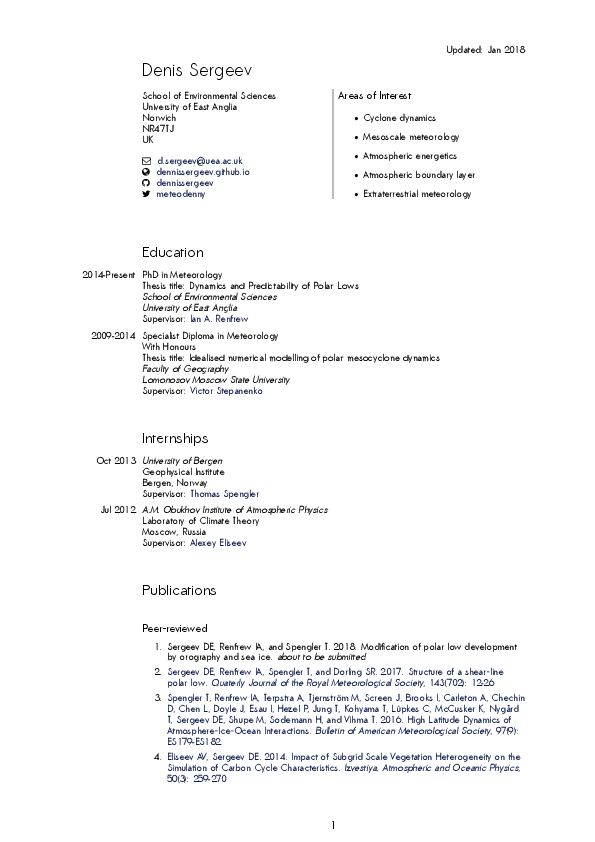 Updated: Jan 2018
Denis Sergeev
School of Environmental Sciences
University of East Anglia
Norwich
NR47TJ
UK
d.sergeev@uea.ac.uk
dennissergeev.github.io
dennissergeev
meteodenny
Areas of Interest
• Cyclone dynamics
• Mesoscale meteorology
• Atmospheric energetics
• Atmospheric boundary layer
• Extraterrestrial meteorology
Education
2014-Present PhD in Meteorology
Thesis title: Dynamics and Predictability of Polar Lows
School of Environmental Sciences
University of East Anglia
Supervisor: Ian A. Renfrew
2009-2014 Specialist Diploma in Meteorology
With Honours
Thesis title: Idealised numerical modelling of polar mesocyclone dynamics
Faculty of Geography
Lomonosov Moscow State University
Supervisor: Victor Stepanenko
Internships
Oct 2013 University of Bergen
Geophysical Institute
Bergen, Norway
Supervisor: Thomas Spengler
Jul 2012 A.M. Obukhov Institute of Atmospheric Physics
Laboratory of Climate Theory
Moscow, Russia
Supervisor: Alexey Eliseev
Publications
Peer-reviewed
1. Sergeev DE, Renfrew IA, and Spengler T. 2018. Modification of polar low development
by orography and sea ice. about to be submitted
2. Sergeev DE, Renfrew IA, Spengler T, and Dorling SR. 2017. Structure of a shear-line
polar low. Quaterly Journal of the Royal Meteorological Society, 143(702): 12-26
3. Spengler T, Renfrew IA, Terpstra A, Tjernström M, Screen J, Brooks I, Carleton A, Chechin
D, Chen L, Doyle J, Esau I, Hezel P, Jung T, Kohyama T, Lüpkes C, McCusker K, Nygård
T, Sergeev DE, Shupe M, Sodemann H, and Vihma T. 2016. High Latitude Dynamics of
Atmosphere-Ice-Ocean Interactions. Bulletin of American Meteorological Society, 97(9):
ES179-ES182
4. Eliseev AV, Sergeev DE. 2014. Impact of Subgrid Scale Vegetation Heterogeneity on the
Simulation of Carbon Cycle Characteristics. Izvestiya, Atmospheric and Oceanic Physics,
50(3): 259-270
1